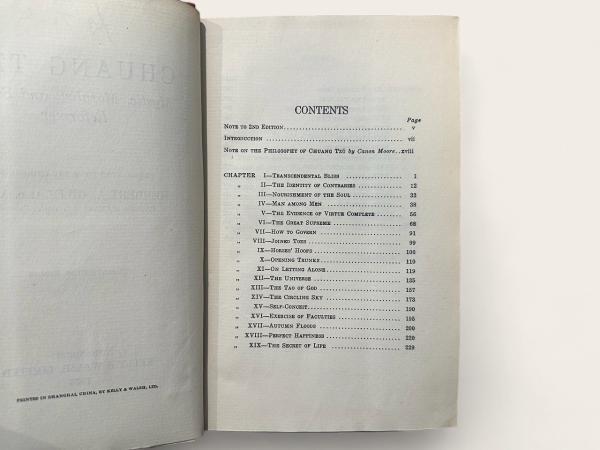 PRINTED IN SHANGHAI CHINA, BY KELLY & WALSH, LTD.
CONTENTS
Page
NOTE TO 2ND EDITION v
INTRODUCTION vii
NOTE ON THE PHILOSOPHY OF CHUANG TZŬ by Canon Moore..xviii
CHAPTER I—TRANSCENDENTAL BLISS 1
„ II—THE IDENTITY OF CONTRARIES 12
„ III—NOURISHMENT OF THE SOUL 33
„ IV—MAN AMONG MEN 38
„ V—THE EVIDENCE OF VIRTUE COMPLETE 56
„ VI—THE GREAT SUPREME 68
„ VII—HOW TO GOVERN 91
„ VIII—JOINED TOES 99
„ IX—HORSES' HOOFS 106
„ X—OPENING TRUNKS 110
„ XI—ON LETTING ALONE 119
„ XII—THE UNIVERSE 135
„ XIII—THE TAO OF GOD 157
„ XIV—THE CIRCLING SKY 173
„ XV—SELF-CONCEIT 190
„ XVI—EXERCISE OF FACULTIES 195
„ XVII—AUTUMN FLOODS 200
„ XVIII—PERFECT HAPPINESS 220
„ XIX—THE SECRET OF LIFE 229